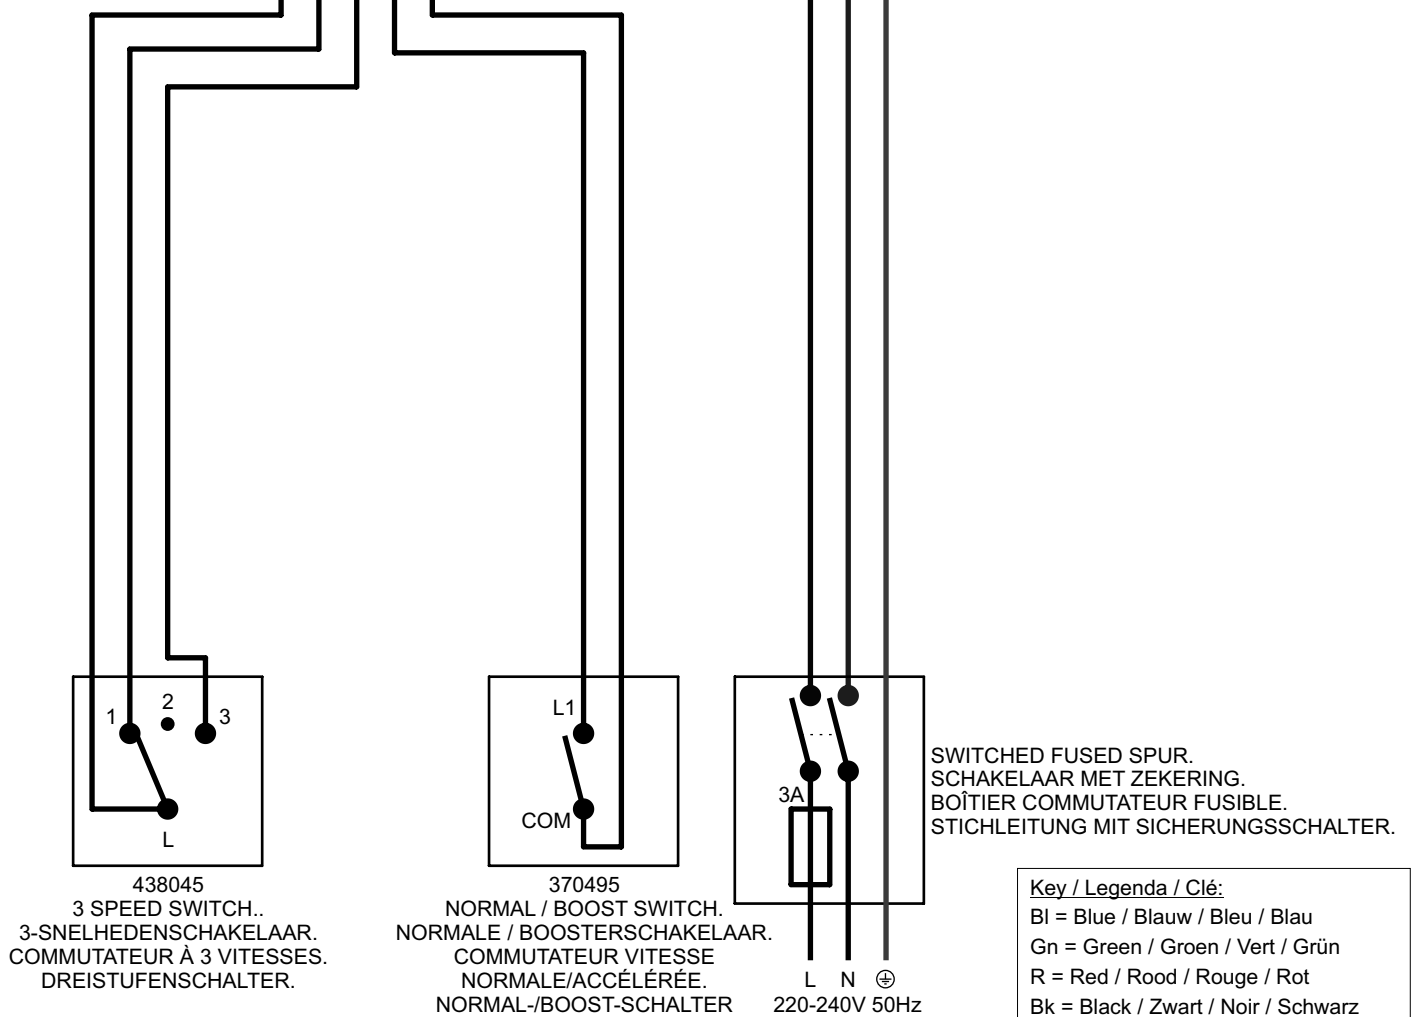 1
2
3
L
438045
3 SPEED SWITCH..
3-SNELHEDENSCHAKELAAR.
COMMUTATEUR À 3 VITESSES.
DREISTUFENSCHALTER.
L1
COM
370495
NORMAL / BOOST SWITCH.
NORMALE / BOOSTERSCHAKELAAR.
COMMUTATEUR VITESSE
NORMALE/ACCÉLÉRÉE.
NORMAL-/BOOST-SCHALTER
3A
L N
220-240V 50Hz
SWITCHED FUSED SPUR.
SCHAKELAAR MET ZEKERING.
BOÎTIER COMMUTATEUR FUSIBLE.
STICHLEITUNG MIT SICHERUNGSSCHALTER.
Key / Legenda / Clé:
Bl = Blue / Blauw / Bleu / Blau
Gn = Green / Groen / Vert / Grün
R = Red / Rood / Rouge / Rot
Bk = Black / Zwart / Noir / Schwarz